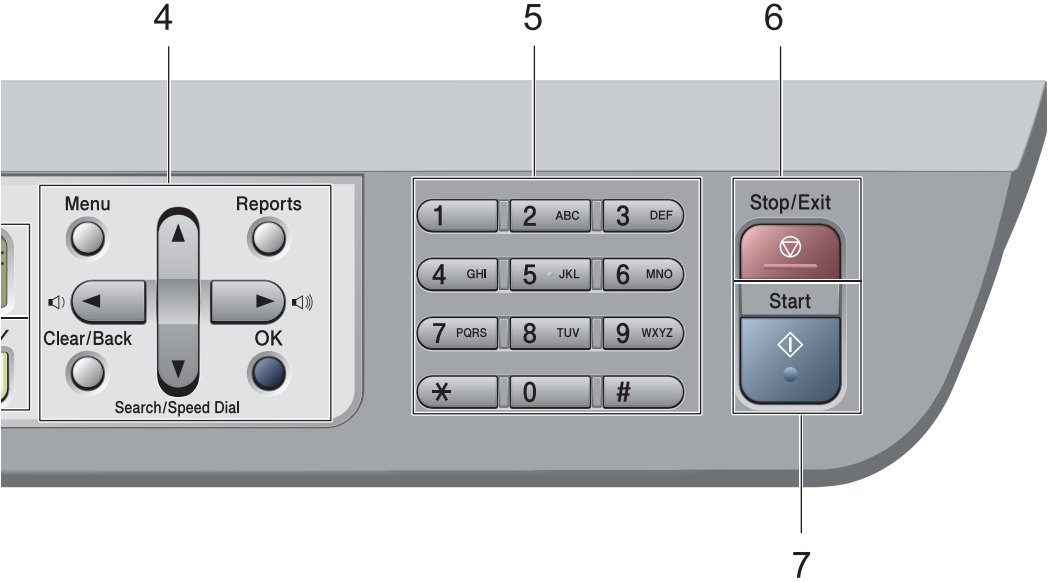 4 5 6
Menu Reports Stop/Exit
1 2 ABC 3 DEF
4 GHI 5 JKL 6 MNO
Start
7 PQRS 8 TUV 9 WXYZ
Clear/Back OK
* 0 #
Search/Speed Dial
7